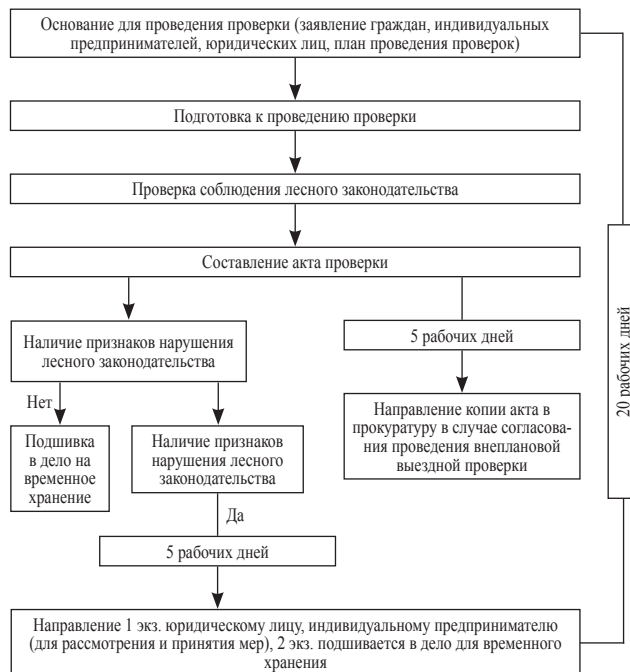 Основание для проведения проверки (заявление граждан, индивидуальных
предпринимателей, юридических лиц, план проведения проверок)
Подготовка к проведению проверки
Проверка соблюдения лесного законодательства
Составление акта проверки
Наличие признаков нарушения
лесного законодательства
5 рабочих дней
Нет
Подшивка
в дело на
временное
хранение
Наличие признаков
нарушения лесного
законодательства
Направление копии акта в
прокуратуру в случае согласова-
ния проведения внеплановой
выездной проверки
Да
5 рабочих дней
Направление 1 экз. юридическому лицу, индивидуальному предпринимателю
(для рассмотрения и принятия мер), 2 экз. подшивается в дело для временного
хранения
20 рабочих дней